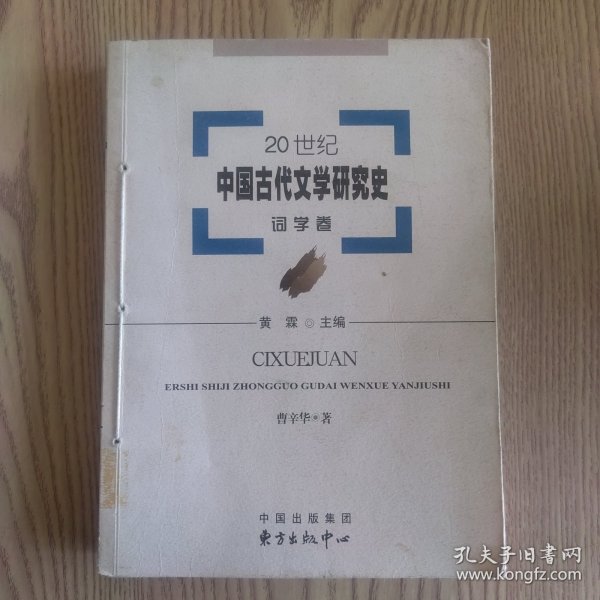 20世纪
中国古代文学研究史
词学卷
黄霖◎主编
CIXUEJUAN
ERSHI SHIJI ZHONGGUO GUDAI WENXUE YANJIUSHI
曹辛华◎著
中国出版集团
东方出版中心
孔夫子旧书网
www.kongfz.com